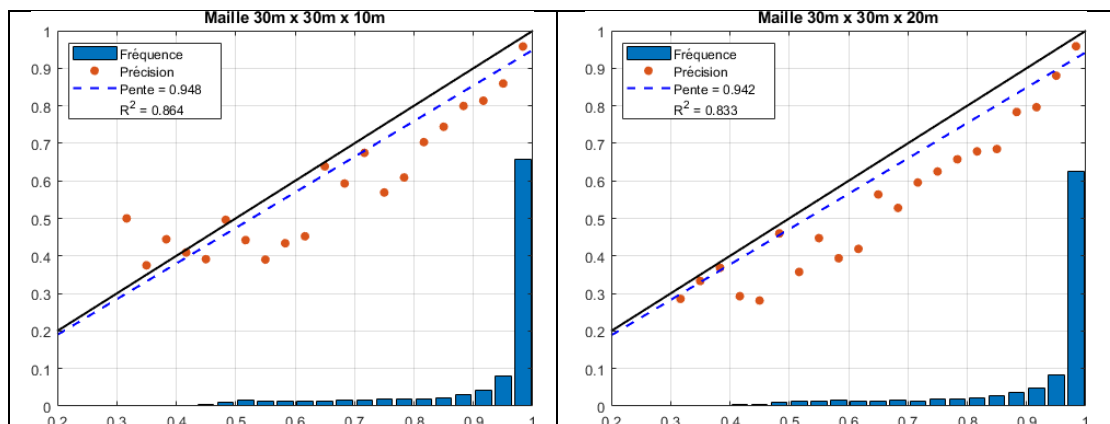 Maille 30m x 30m x 10m
1
0.9
0.8
0.7
0.6
0.5
0.4
0.3
0.2
0.1
0
0.2 0.3 0.4 0.5 0.6 0.7 0.8 0.9 1
Fréquence
Précision
Pente = 0.948
R² = 0.864
Maille 30m x 30m x 20m
1
0.9
0.8
0.7
0.6
0.5
0.4
0.3
0.2
0.1
0
0.2 0.3 0.4 0.5 0.6 0.7 0.8 0.9 1
Fréquence
Précision
Pente = 0.942
R² = 0.833